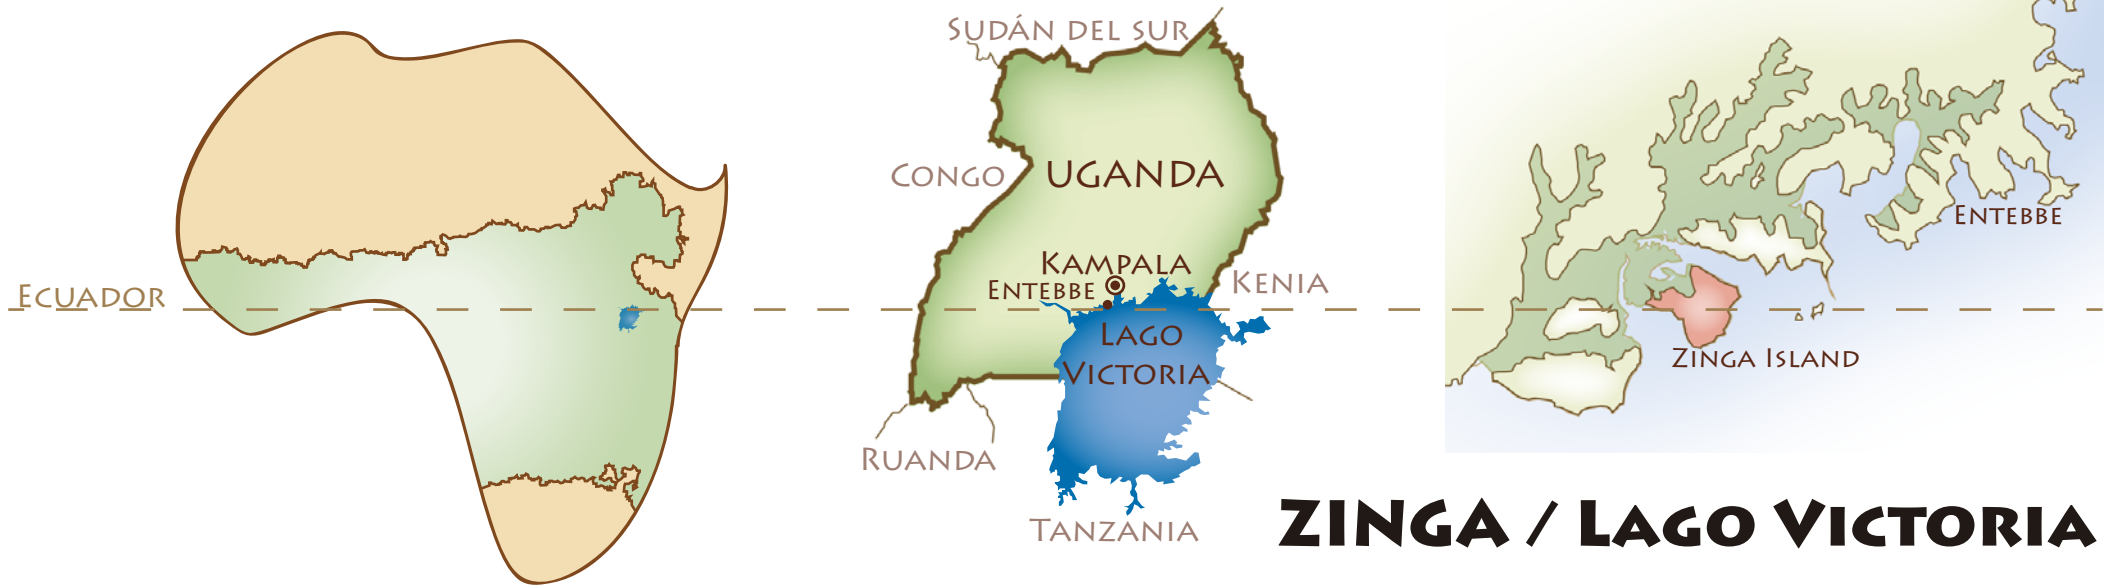 Ecuador
Sudán del sur
Congo
UGANDA
Kampala
Entebbe
Kenia
Lago
Victoria
Ruanda
Tanzania
Entebbe
Zinga Island
ZINGA / Lago Victoria